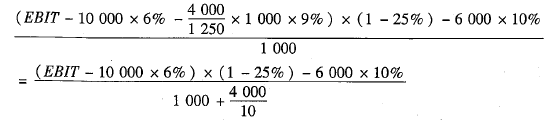 (EBIT - 10 000 × 6% - 4 000/1 250 × 1 000 × 9%) × (1 - 25%) - 6 000 × 10%
1 000
= (EBIT - 10 000 × 6%) × (1 - 25%) - 6 000 × 10%
1 000 + 4 000/10